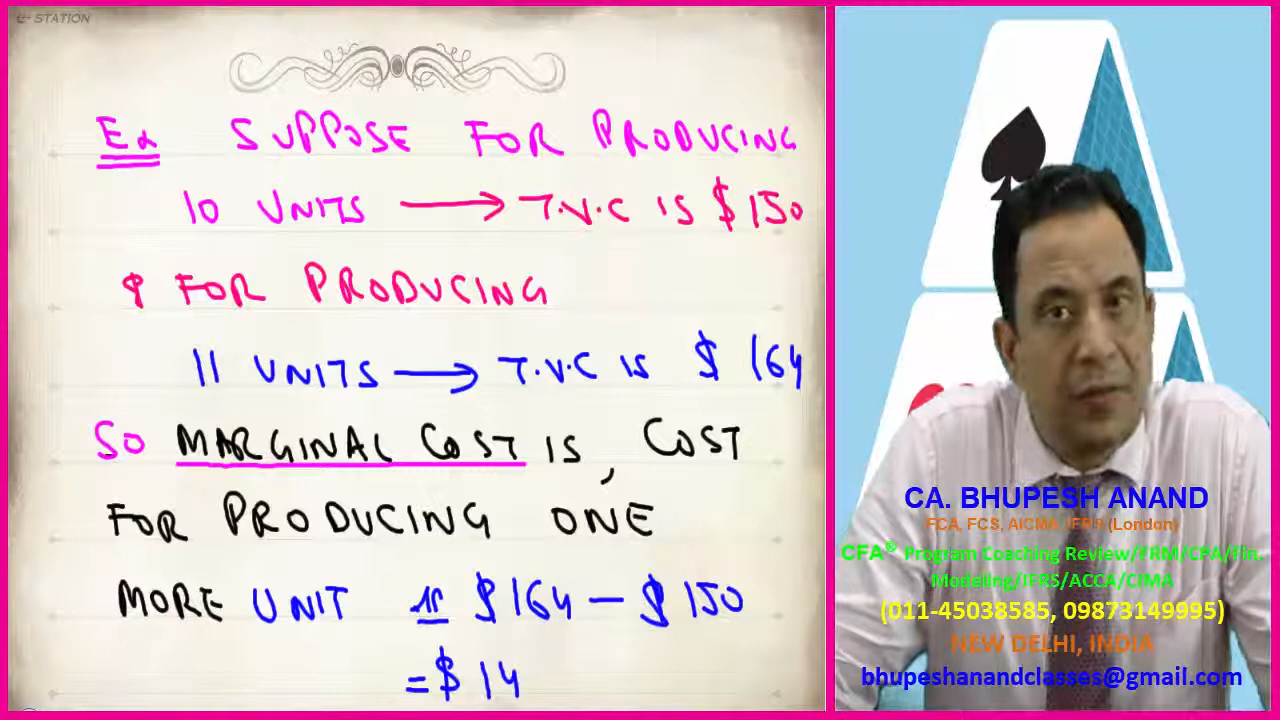 STATION
Ex SUPPOSE FOR PRODUCING
10 UNITS → T.V.C IS $150
& FOR PRODUCING
11 UNITS → T.V.C IS $ 164
SO MARGINAL COST IS, COST
FOR PRODUCING ONE
MORE UNIT $164 – $150
= $14
CA. BHUPESH ANAND
FCA, FCS, AICMA, IFRS (London)
CFA® Program Coaching Review/FRM/CPA/Fin.
Modeling/IFRS/ACCA/CIMA
(011-45038585, 09873149995)
NEW DELHI, INDIA
bhupeshanandclasses@gmail.com